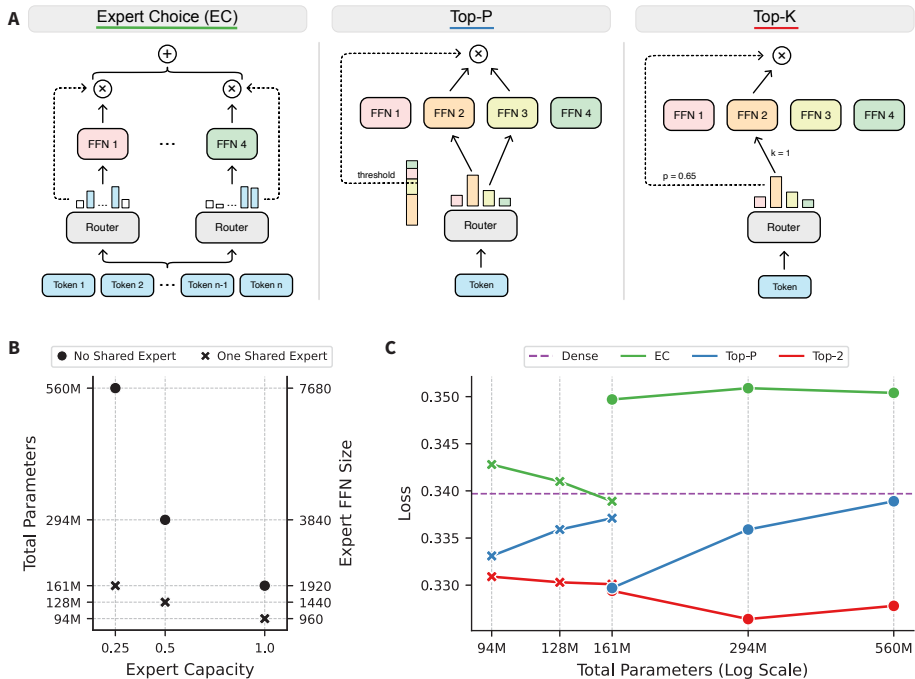 A
Expert Choice (EC)
Top-P
Top-K
FFN 1
...
FFN 4
...
...
Router
Router
Token 1
Token 2
...
Token n-1
Token n
FFN 1
FFN 2
FFN 3
FFN 4
threshold
Router
Token
FFN 1
FFN 2
FFN 3
FFN 4
k = 1
p = 0.65
Router
Token
B
No Shared Expert
One Shared Expert
Total Parameters
560M
294M
161M
128M
94M
7680
3840
1920
1440
960
Expert FFN Size
0.25
0.5
1.0
Expert Capacity
C
Dense
EC
Top-P
Top-2
Loss
0.350
0.340
0.335
0.330
94M
128M
161M
294M
560M
Total Parameters (Log Scale)